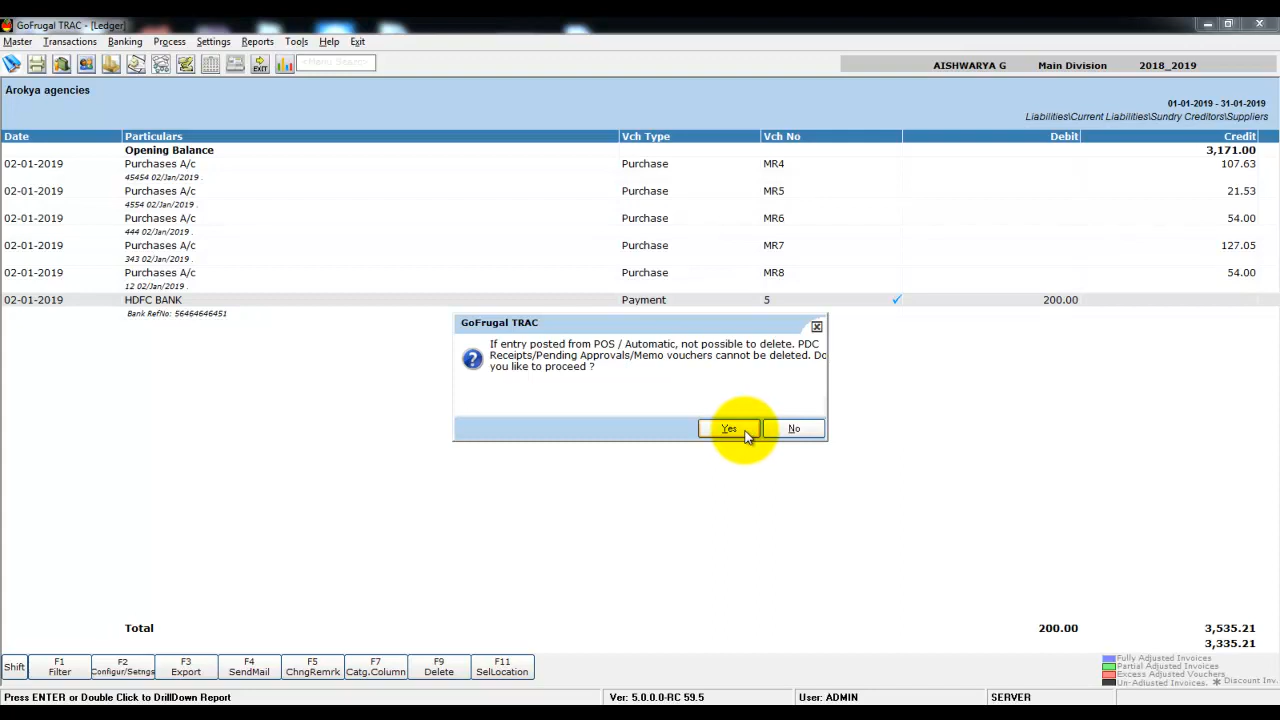 GoFrugal TRAC - [Ledger]
Master Transactions Banking Process Settings Reports Tools Help Exit
EXIT <Menu Search>
AISHWARYA G Main Division 2018_2019
Arokya agencies
01-01-2019 - 31-01-2019
Liabilities\Current Liabilities\Sundry Creditors\Suppliers
Date Particulars Vch Type Vch No Debit Credit
Opening Balance 3,171.00
02-01-2019 Purchases A/c Purchase MR4 107.63
45454 02/Jan/2019 .
02-01-2019 Purchases A/c Purchase MR5 21.53
4554 02/Jan/2019 .
02-01-2019 Purchases A/c Purchase MR6 54.00
444 02/Jan/2019 .
02-01-2019 Purchases A/c Purchase MR7 127.05
343 02/Jan/2019 .
02-01-2019 Purchases A/c Purchase MR8 54.00
12 02/Jan/2019 .
02-01-2019 HDFC BANK Payment 5 ✓ 200.00
Bank RefNo: 56464646451
GoFrugal TRAC
If entry posted from POS / Automatic, not possible to delete. PDC
Receipts/Pending Approvals/Memo vouchers cannot be deleted. Do
you like to proceed ?
Yes No
Total 200.00 3,535.21
3,335.21
Shift F1 Filter F2 Configur/Setngs F3 Export F4 SendMail F5 ChngRemrk F7 Catg.Column F9 Delete F11 SelLocation
Fully Adjusted Invoices
Partial Adjusted Invoices
Excess Adjusted Vouchers
Un-Adjusted Invoices. * Discount Inv.
Press ENTER or Double Click to DrillDown Report Ver: 5.0.0.0-RC 59.5 User: ADMIN SERVER